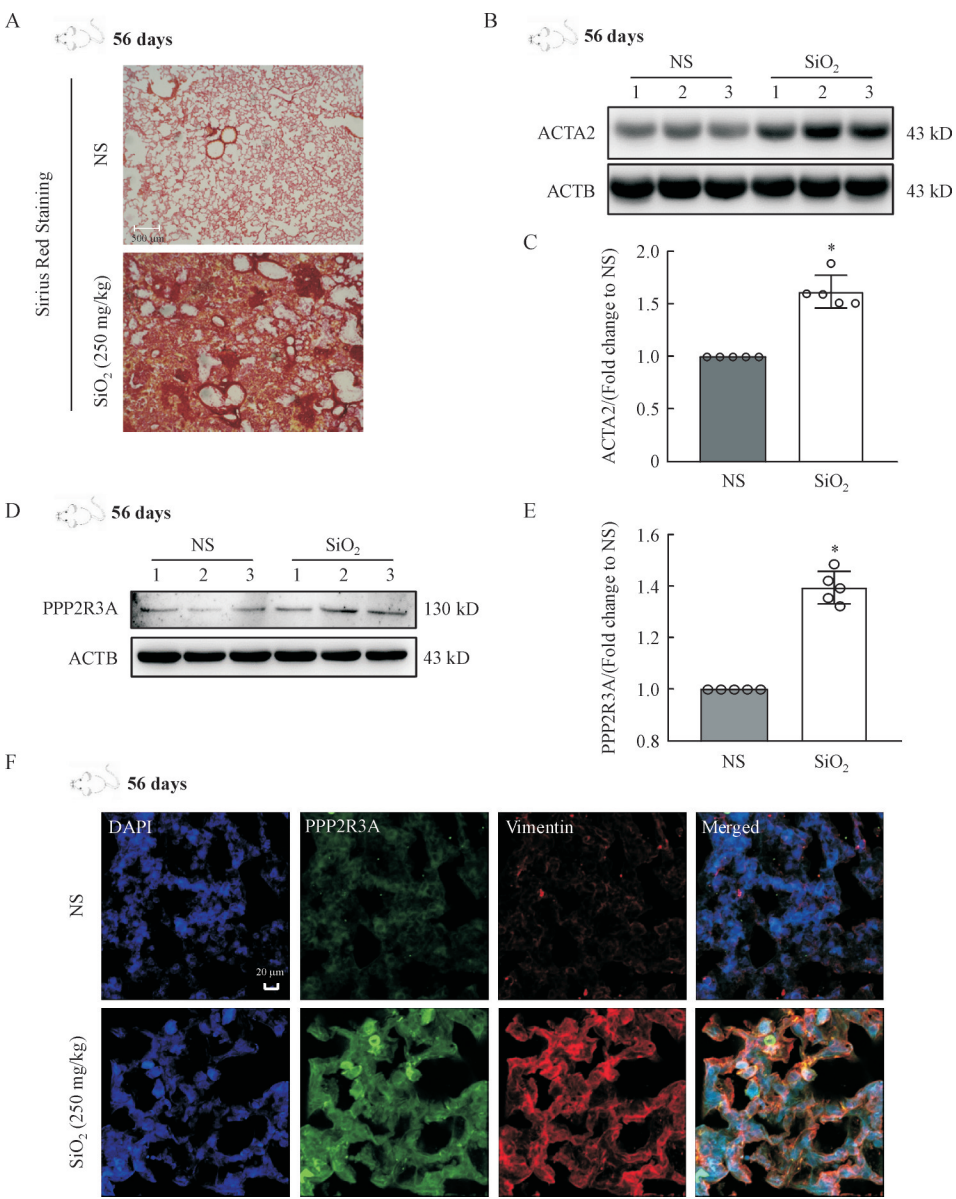 A
56 days
Sirius Red Staining
NS
500 μm
SiO2 (250 mg/kg)
B
56 days
NS SiO2
1 2 3 1 2 3
ACTA2 43 kD
ACTB 43 kD
C
ACTA2/(Fold change to NS)
2.0
*
1.5
1.0
0.5
0
NS SiO2
D
56 days
NS SiO2
1 2 3 1 2 3
PPP2R3A 130 kD
ACTB 43 kD
E
PPP2R3A/(Fold change to NS)
1.6
*
1.4
1.2
1.0
0.8
NS SiO2
F
56 days
DAPI PPP2R3A Vimentin Merged
NS
20 μm
SiO2 (250 mg/kg)